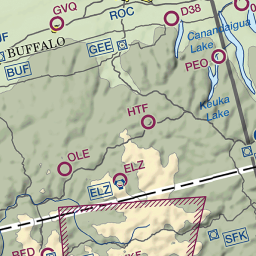 GVQ
ROC
D38
Canandaigua
Lake
BUFFALO
GEE
BUF
PEO
Keuka
Lake
HTF
OLE
ELZ
ELZ
SFK